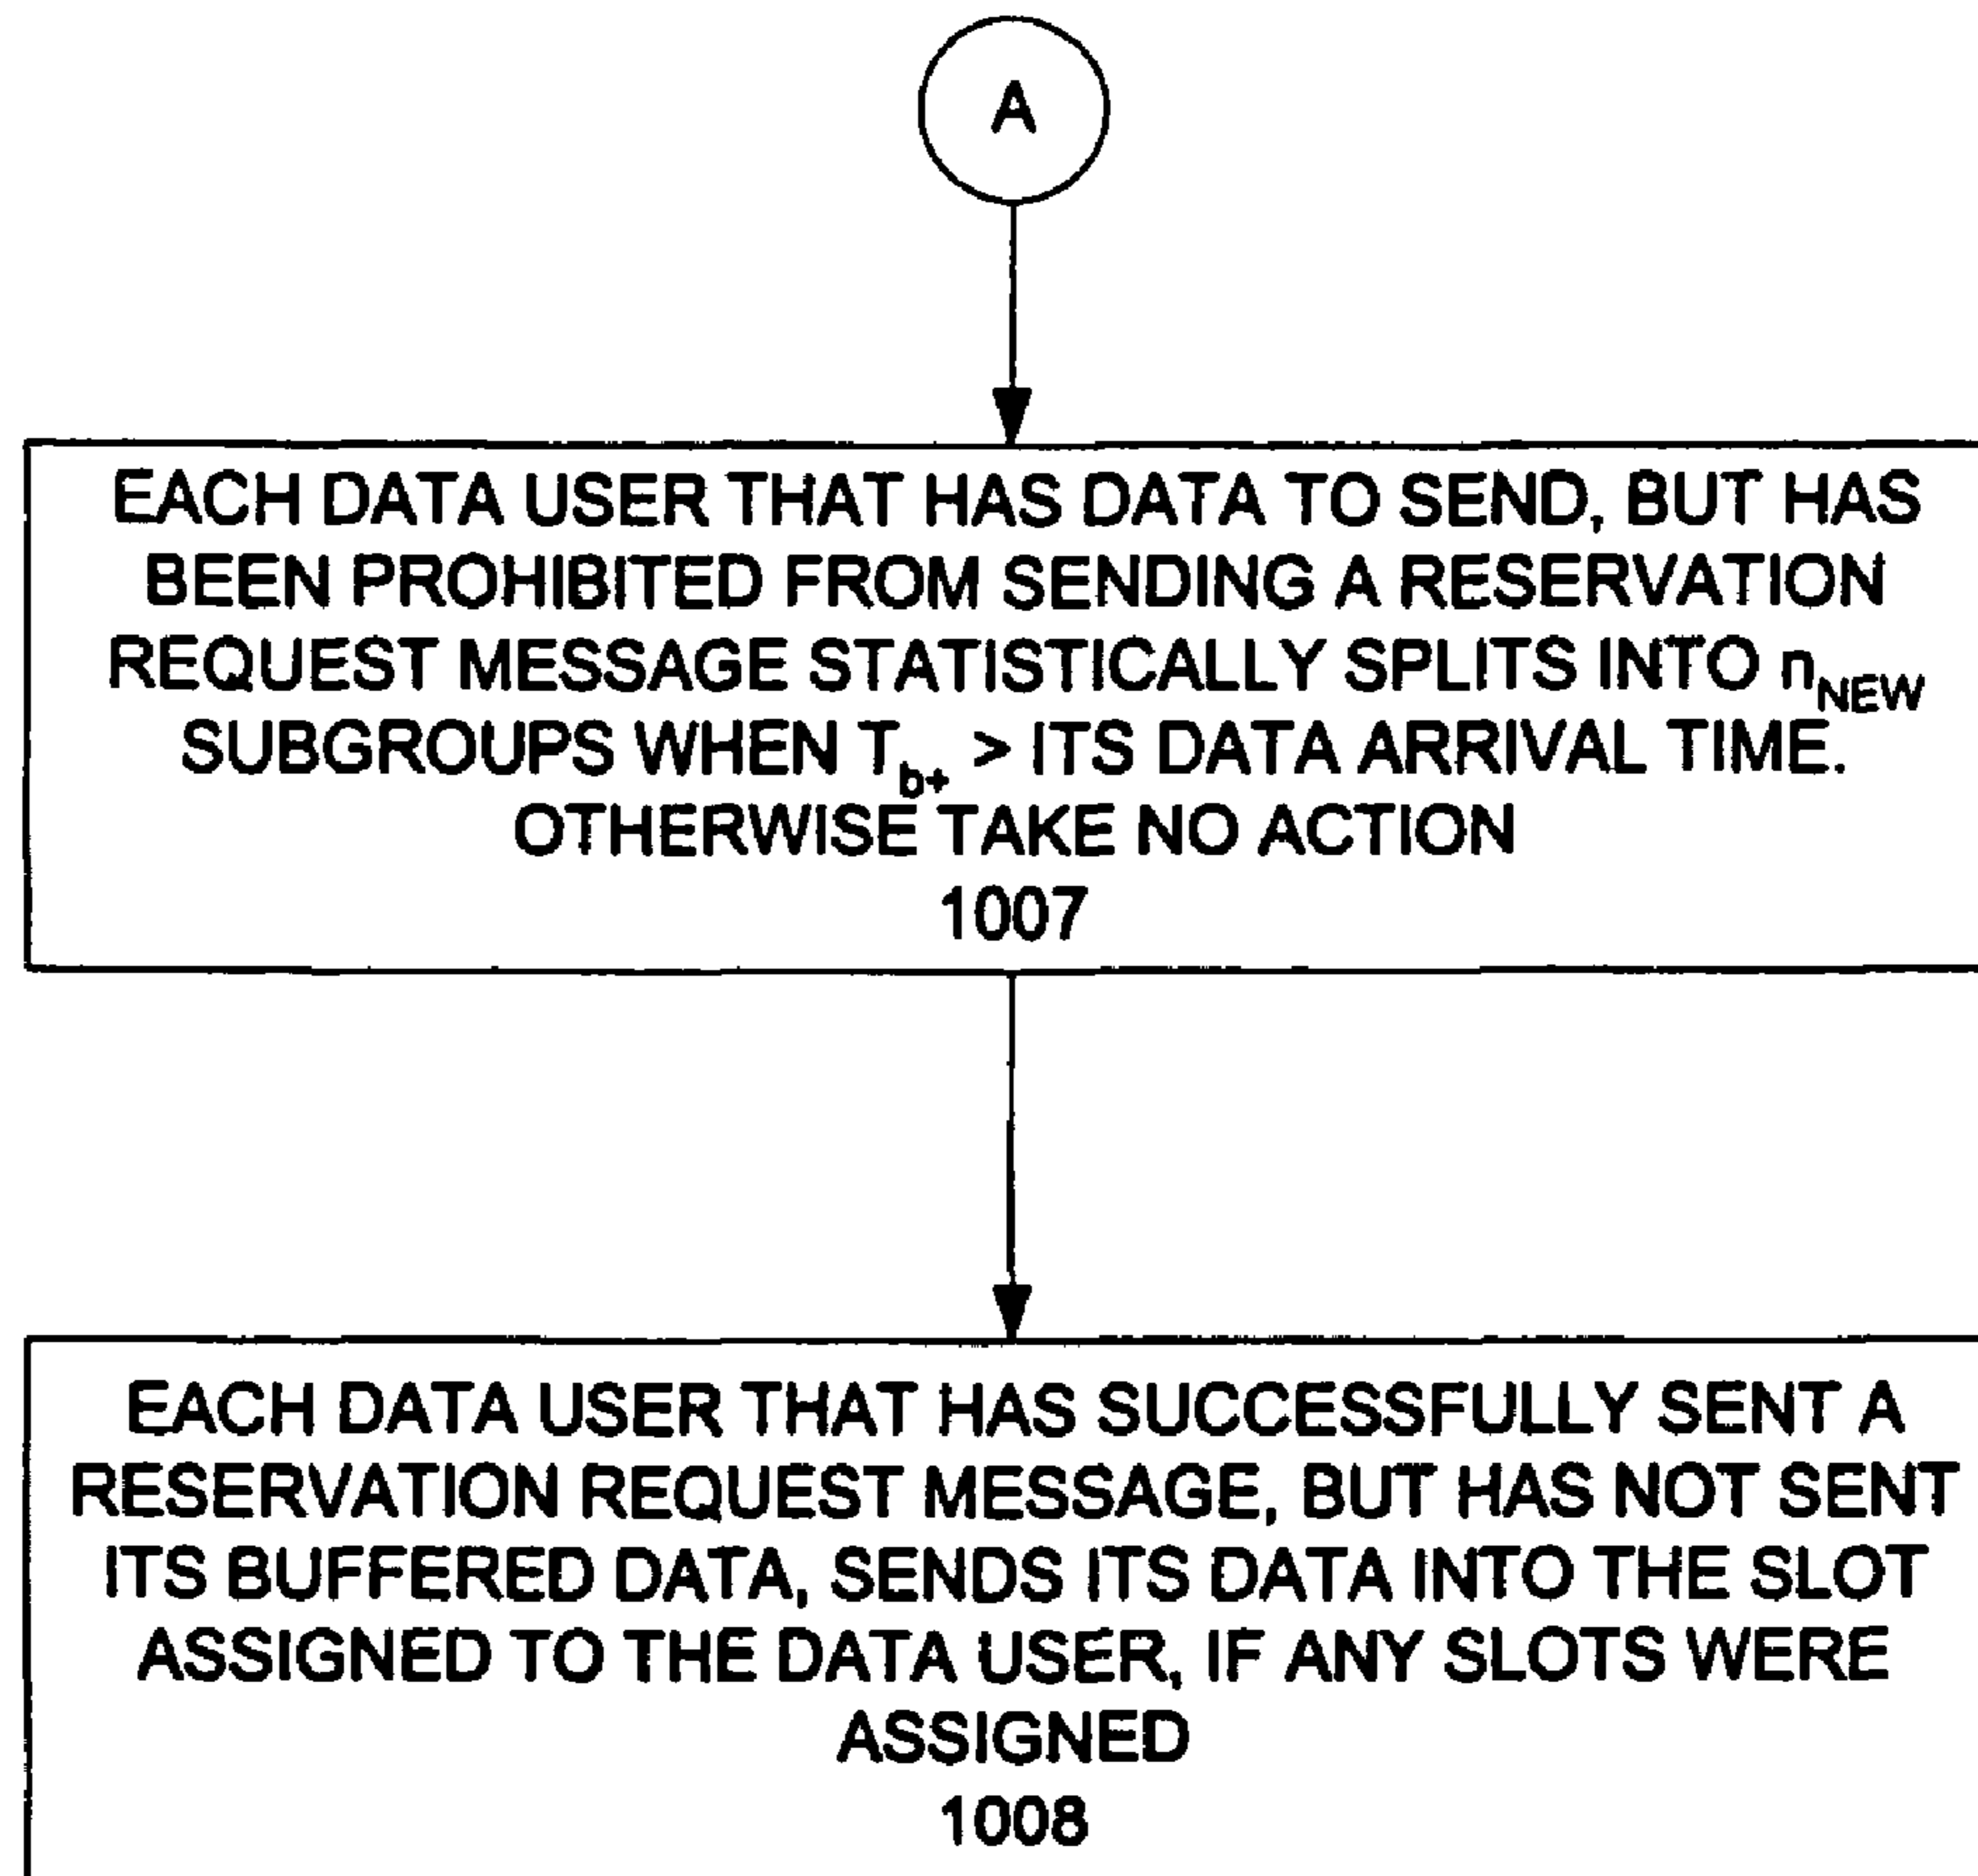 A
EACH DATA USER THAT HAS DATA TO SEND, BUT HAS
BEEN PROHIBITED FROM SENDING A RESERVATION
REQUEST MESSAGE STATISTICALLY SPLITS INTO n_NEW
SUBGROUPS WHEN T_b+ > ITS DATA ARRIVAL TIME.
OTHERWISE TAKE NO ACTION
1007
EACH DATA USER THAT HAS SUCCESSFULLY SENT A
RESERVATION REQUEST MESSAGE, BUT HAS NOT SENT
ITS BUFFERED DATA, SENDS ITS DATA INTO THE SLOT
ASSIGNED TO THE DATA USER, IF ANY SLOTS WERE
ASSIGNED
1008